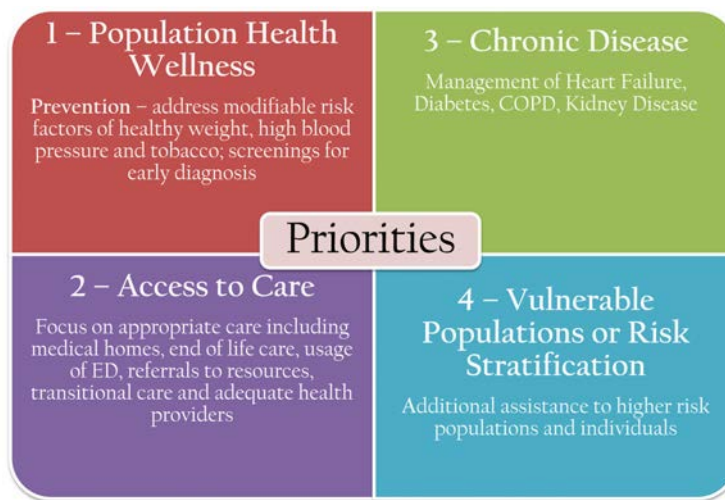 1 – Population Health
Wellness
Prevention – address modifiable risk
factors of healthy weight, high blood
pressure and tobacco; screenings for
early diagnosis
3 – Chronic Disease
Management of Heart Failure,
Diabetes, COPD, Kidney Disease
Priorities
2 – Access to Care
Focus on appropriate care including
medical homes, end of life care, usage
of ED, referrals to resources,
transitional care and adequate health
providers
4 – Vulnerable
Populations or Risk
Stratification
Additional assistance to higher risk
populations and individuals